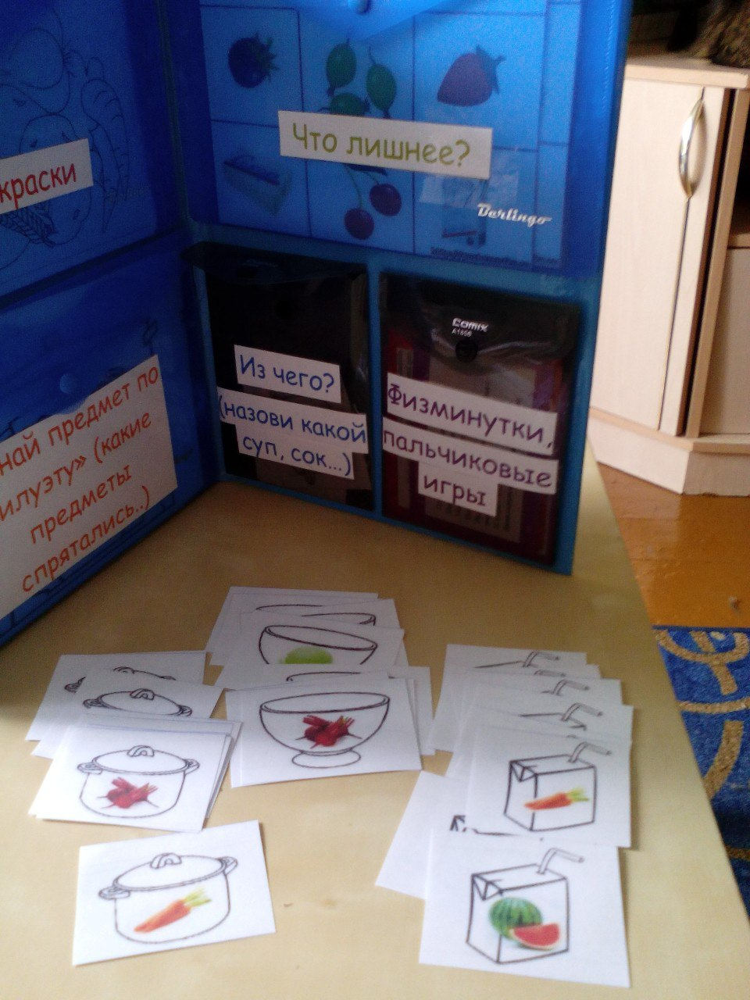 Что лишнее?
Berlingo
краски
най предмет по
илуэту» (какие
предметы
спрятались..)
Из чего?
(назови какой
суп, сок...)
Comix
A1856
Физминутки,
пальчиковые
игры